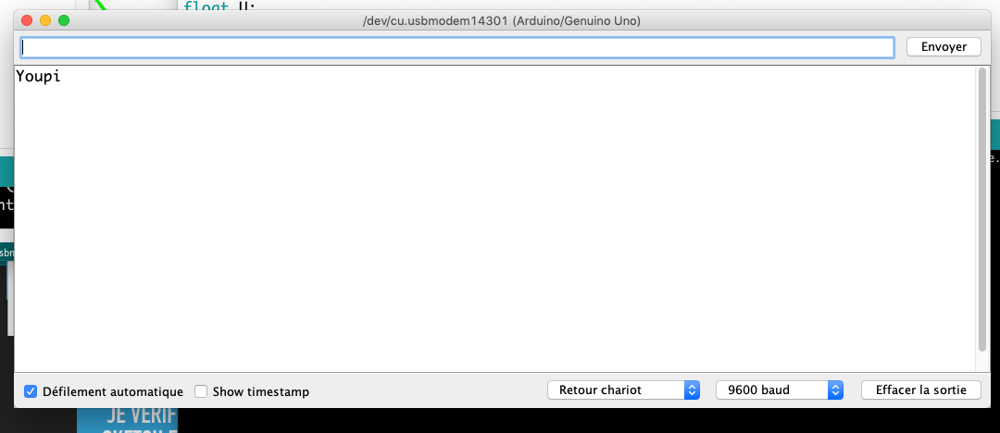 float U;
/dev/cu.usbmodem14301 (Arduino/Genuino Uno)
Envoyer
Youpi
Défilement automatique
Show timestamp
Retour chariot
9600 baud
Effacer la sortie
JE VERIF